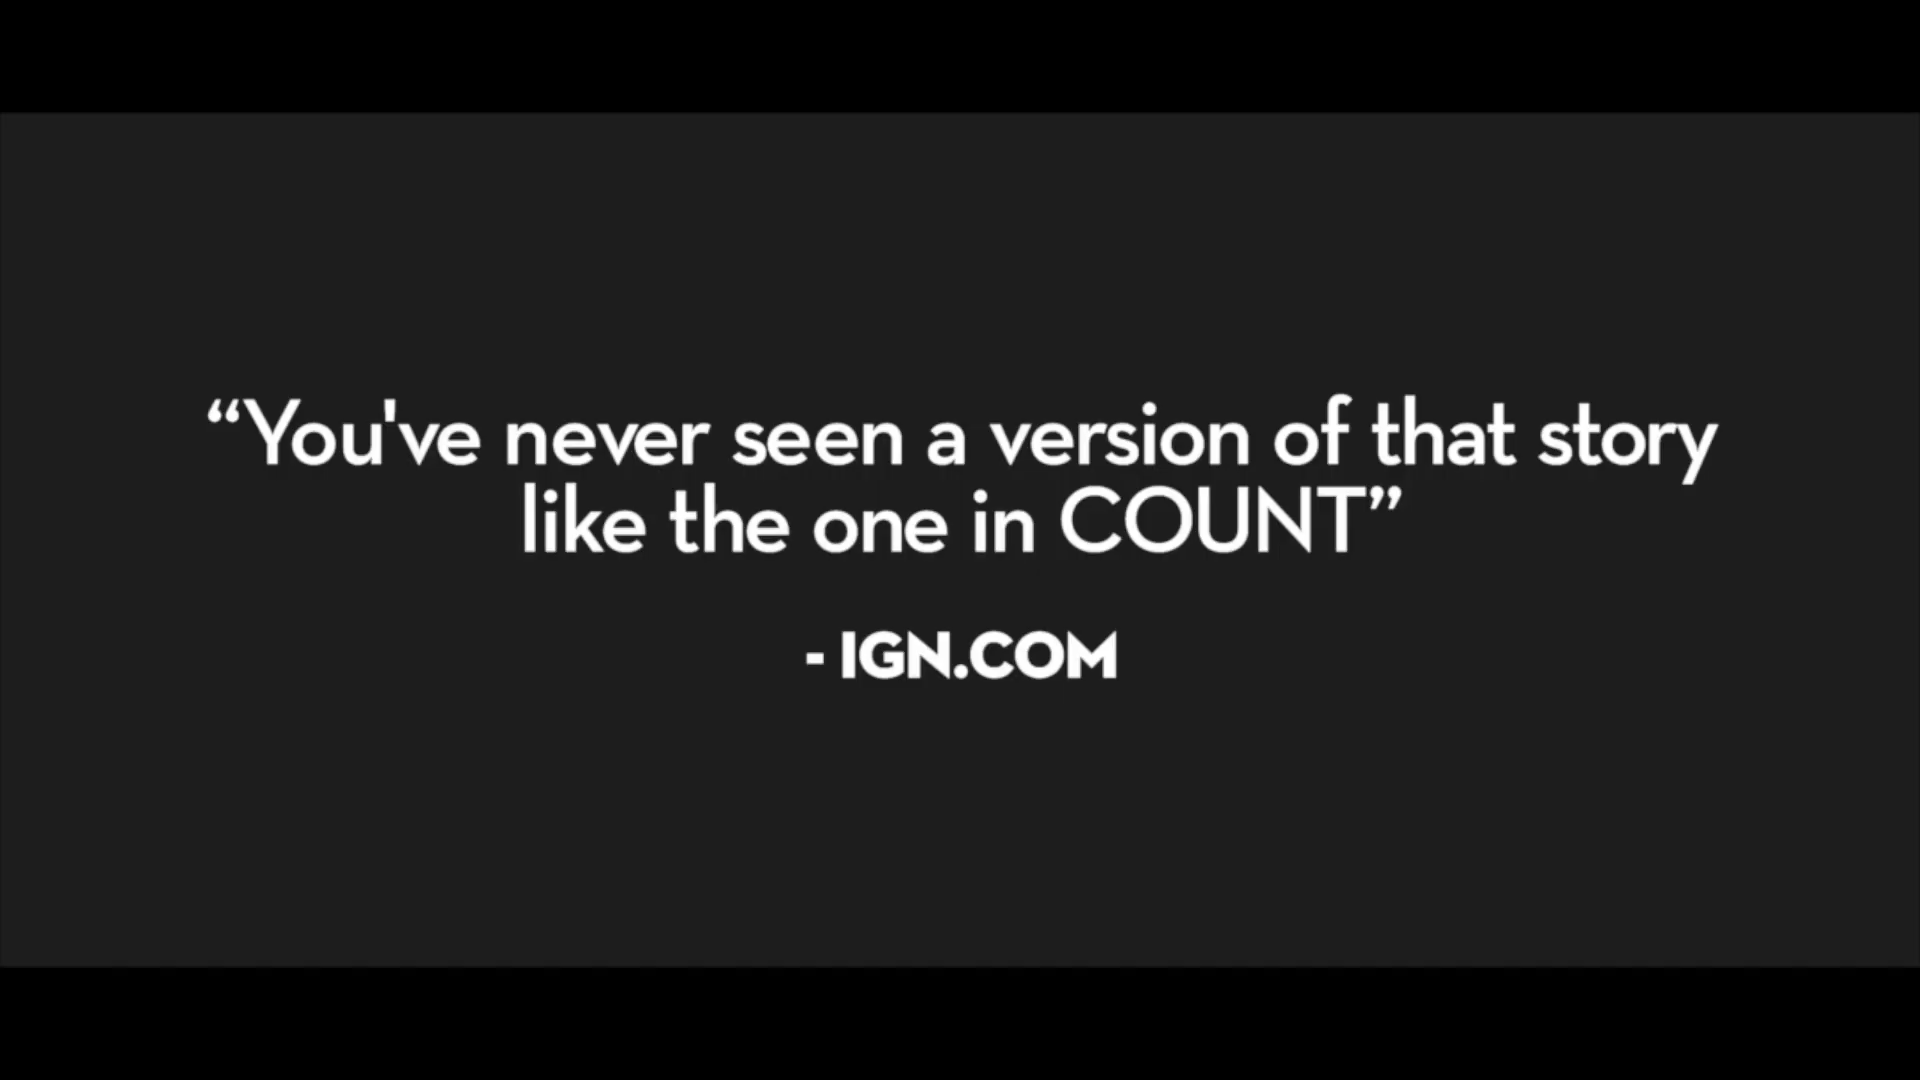 “You've never seen a version of that story
like the one in COUNT”
- IGN.COM